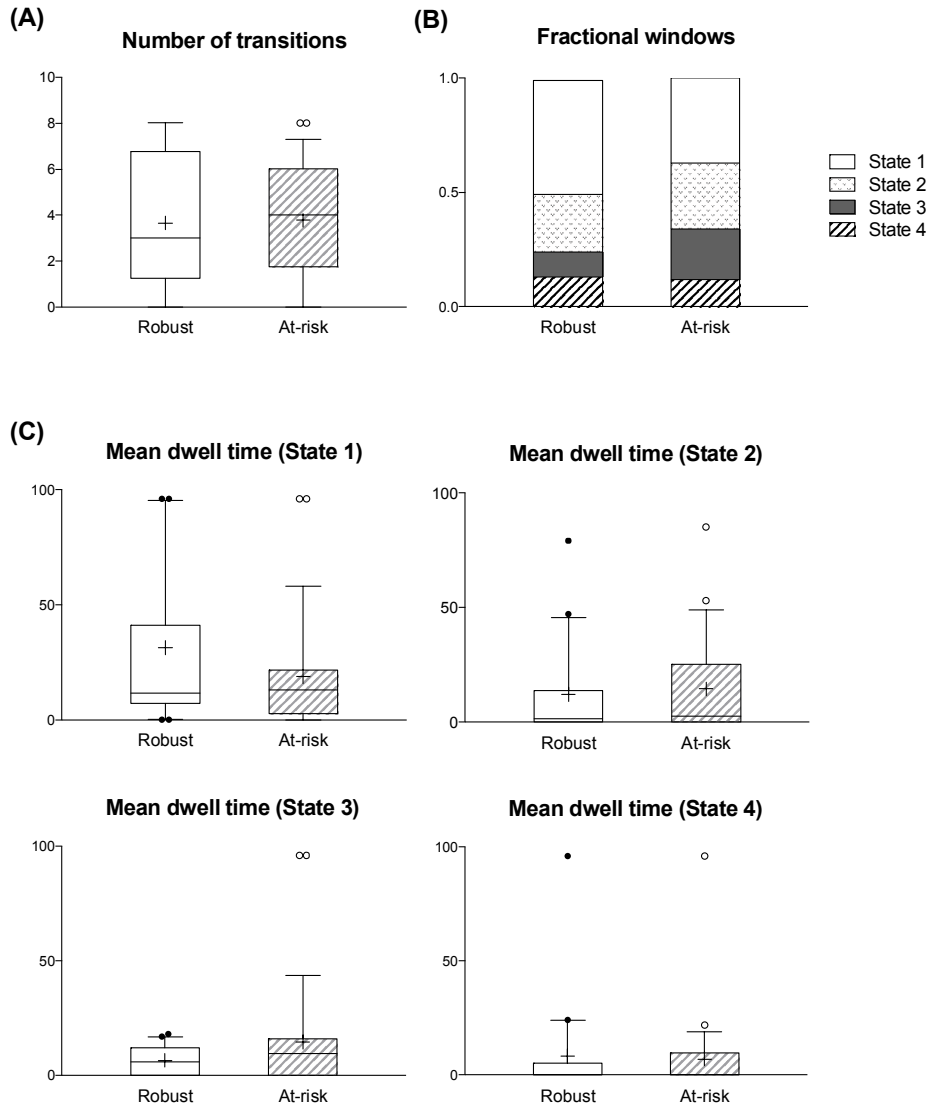 (A)
Number of transitions
10
8
6
4
2
0
Robust
At-risk
(B)
Fractional windows
1.0
0.5
0.0
Robust
At-risk
State 1
State 2
State 3
State 4
(C)
Mean dwell time (State 1)
100
50
0
Robust
At-risk
Mean dwell time (State 2)
100
50
0
Robust
At-risk
Mean dwell time (State 3)
100
50
0
Robust
At-risk
Mean dwell time (State 4)
100
50
0
Robust
At-risk